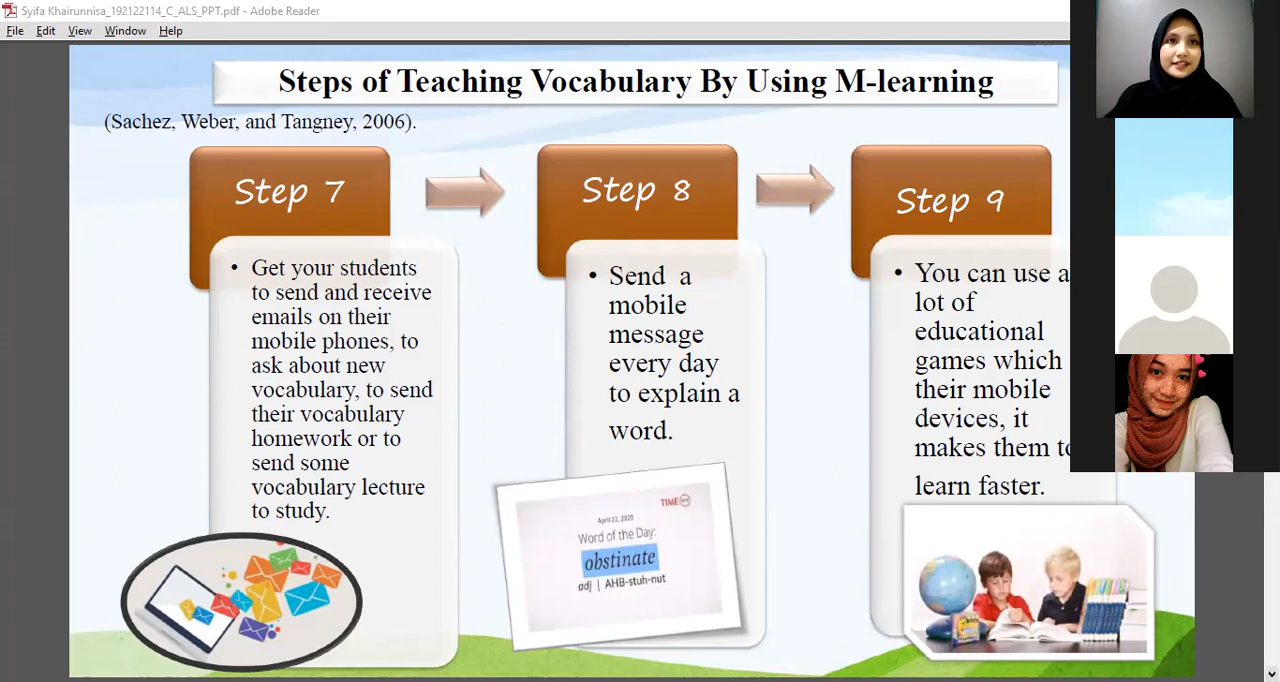 Syifa Khairunnisa_192122114_C_ALS_PPT.pdf - Adobe Reader
File Edit View Window Help
Steps of Teaching Vocabulary By Using M-learning
(Sachez, Weber, and Tangney, 2006).
Step 7
Get your students
to send and receive
emails on their
mobile phones, to
ask about new
vocabulary, to send
their vocabulary
homework or to
send some
vocabulary lecture
to study.
Step 8
• Send a
mobile
message
every day
to explain a
word.
TIME
April 22, 2020
Word of the Day:
obstinate
adj | AHB-stuh-nut
Step 9
• You can use a
lot of
educational
games which
their mobile
devices, it
makes them to
learn faster.